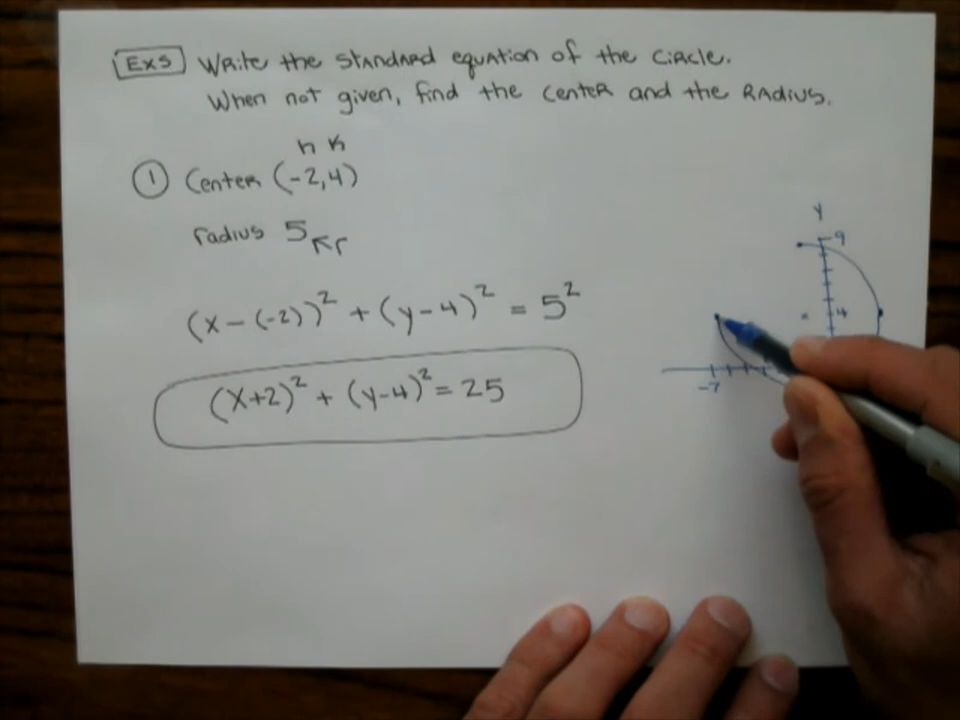 Ex5 Write the standard equation of the circle.
When not given, find the center and the radius.
h k
1 Center (-2,4)
radius 5 ↖r
(x-(-2))² + (y-4)² = 5²
(x+2)² + (y-4)² = 25
y
9
4
-7